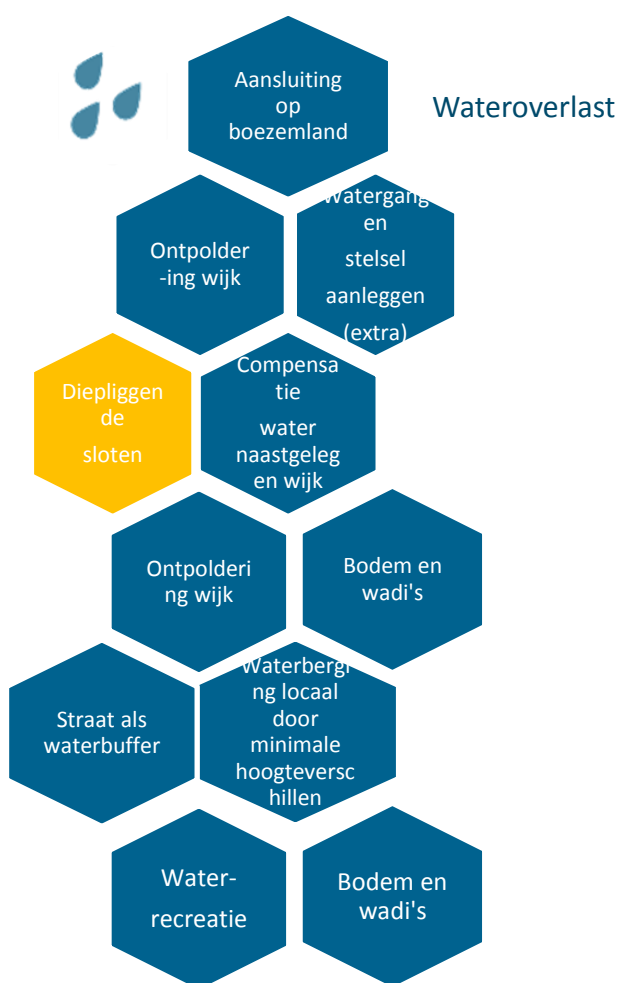 Aansluiting
op
boezemland
Wateroverlast
Ontpolder
-ing wijk
Watergang
en
stelsel
aanleggen
(extra)
Diepliggen
de
sloten
Compensa
tie
water
naastgeleg
en wijk
Ontpolderi
ng wijk
Bodem en
wadi's
Straat als
waterbuffer
Waterbergi
ng locaal
door
minimale
hoogteversc
hillen
Water-
recreatie
Bodem en
wadi's